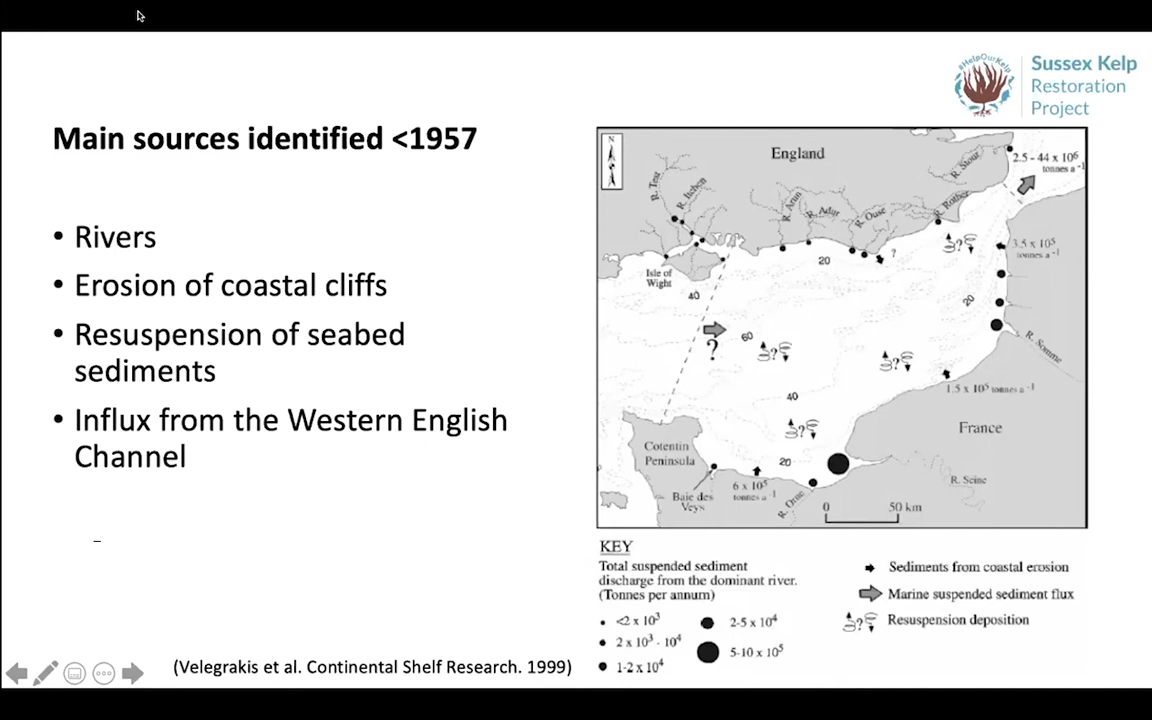 #HelpOurKelp
Sussex Kelp
Restoration
Project
Main sources identified <1957
• Rivers
• Erosion of coastal cliffs
• Resuspension of seabed
sediments
• Influx from the Western English
Channel
–
(Velegrakis et al. Continental Shelf Research. 1999)
N
England
R. Test
R. Itchen
R. Arun
R. Adur
R. Ouse
R. Rother
R. Stour
2.5 - 44 x 10⁶
tonnes a⁻¹
3.5 x 10⁵
tonnes a⁻¹
?
?
20
Isle of
Wight
40
20
?
60
?
?
R. Somme
1.5 x 10⁵ tonnes a⁻¹
40
France
?
Cotentin
Peninsula
20
6 x 10⁵
tonnes a⁻¹
Baie des
Veys
R. Orne
R. Seine
0 50 km
KEY
Total suspended sediment
discharge from the dominant river.
(Tonnes per annum)
<2 x 10³
2 x 10³ - 10⁴
1-2 x 10⁴
2-5 x 10⁴
5-10 x 10⁵
Sediments from coastal erosion
Marine suspended sediment flux
? Resuspension deposition